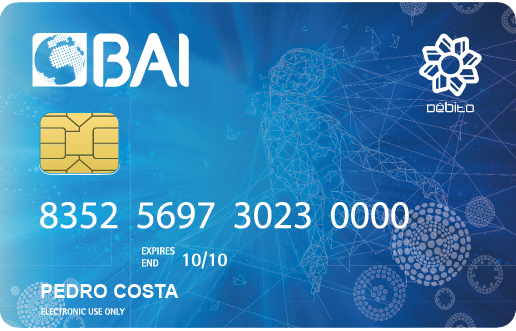 BAI
Débito
8352 5697 3023 0000
EXPIRES
END 10/10
PEDRO COSTA
ELECTRONIC USE ONLY